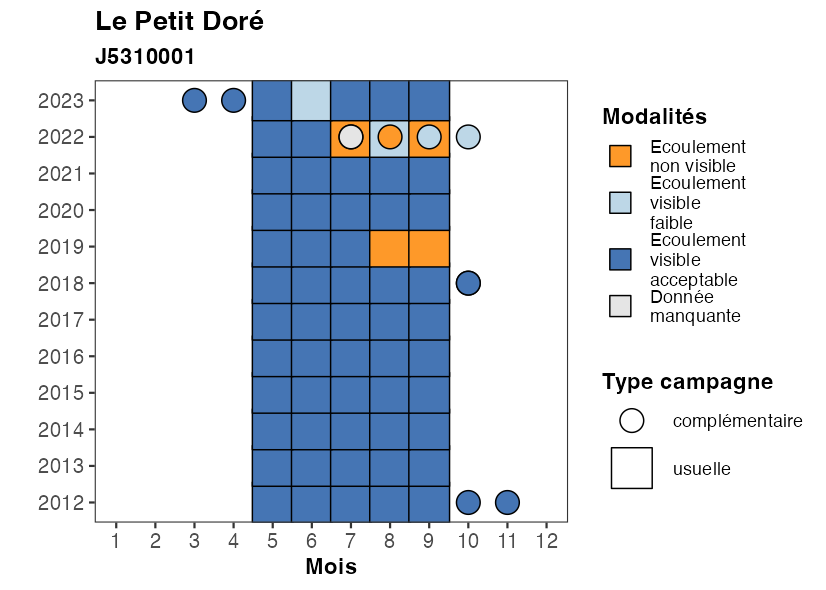 Le Petit Doré
J5310001
2023
2022
2021
2020
2019
2018
2017
2016
2015
2014
2013
2012
1 2 3 4 5 6 7 8 9 10 11 12
Mois
Modalités
Ecoulement
non visible
Ecoulement
visible
faible
Ecoulement
visible
acceptable
Donnée
manquante
Type campagne
complémentaire
usuelle